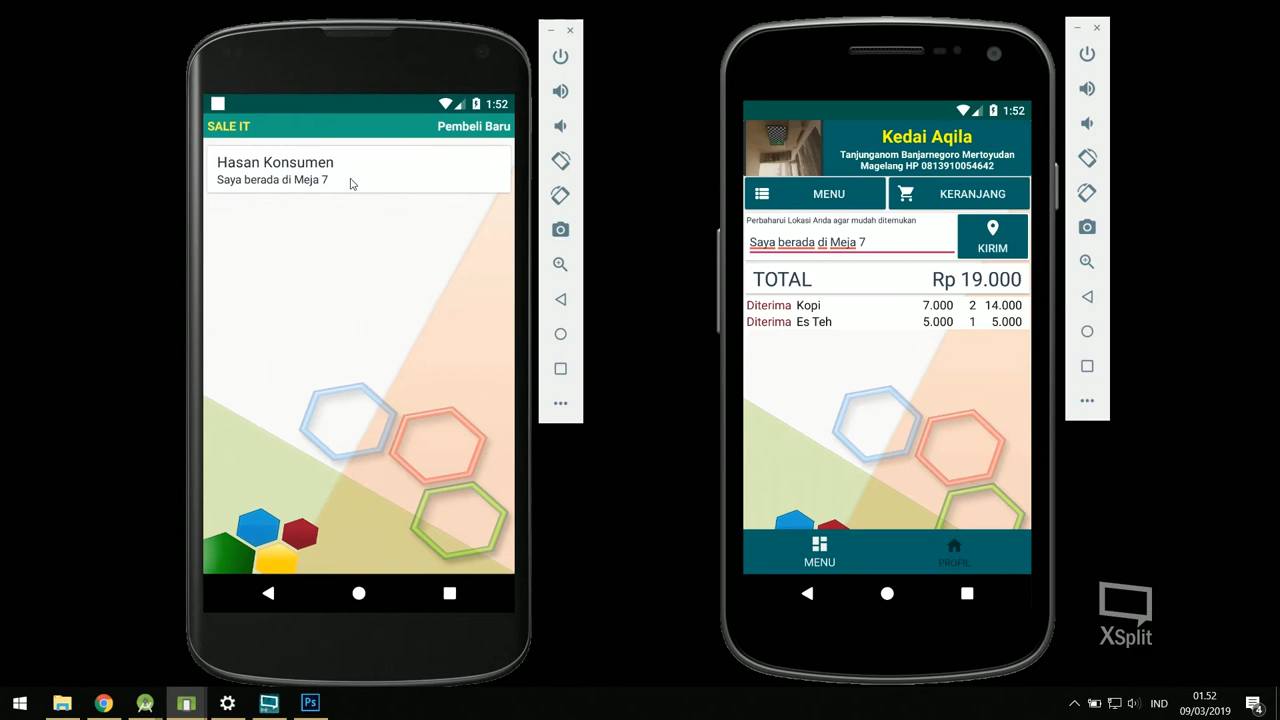 1:52
SALE IT Pembeli Baru
Hasan Konsumen
Saya berada di Meja 7
1:52
Kedai Aqila
Tanjunganom Banjarnegoro Mertoyudan
Magelang HP 0813910054642
MENU KERANJANG
Perbaharui Lokasi Anda agar mudah ditemukan
Saya berada di Meja 7
KIRIM
TOTAL Rp 19.000
Diterima Kopi 7.000 2 14.000
Diterima Es Teh 5.000 1 5.000
MENU PROFIL
XSplit
Ps
IND
01.52
09/03/2019
4